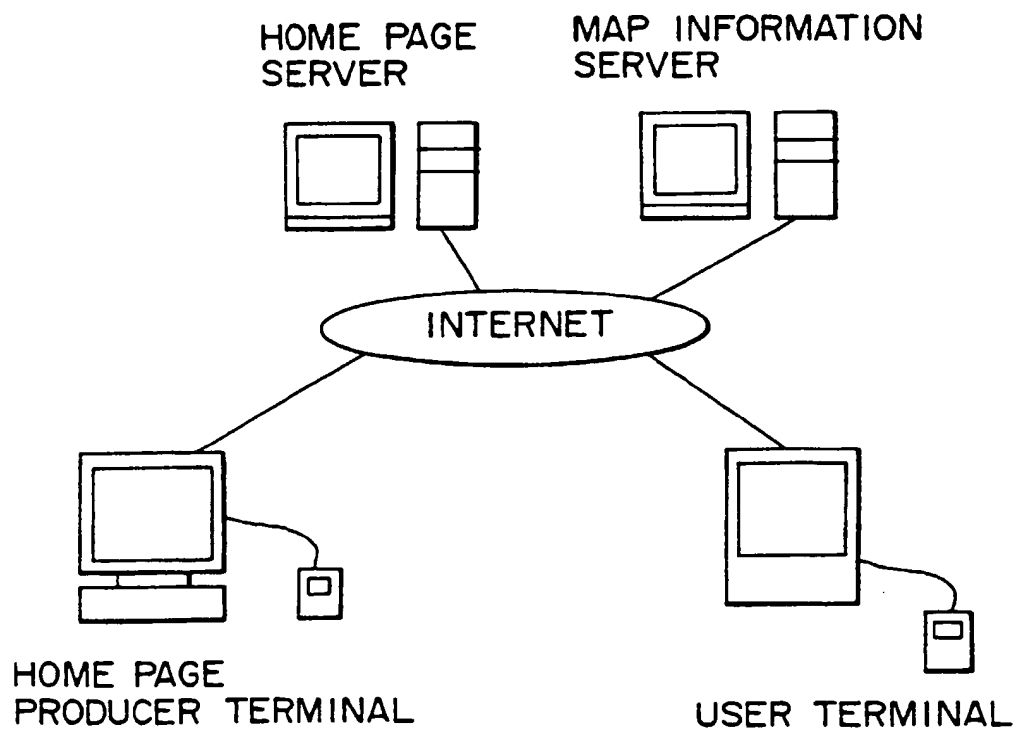 HOME PAGE
SERVER
MAP INFORMATION
SERVER
INTERNET
HOME PAGE
PRODUCER TERMINAL
USER TERMINAL